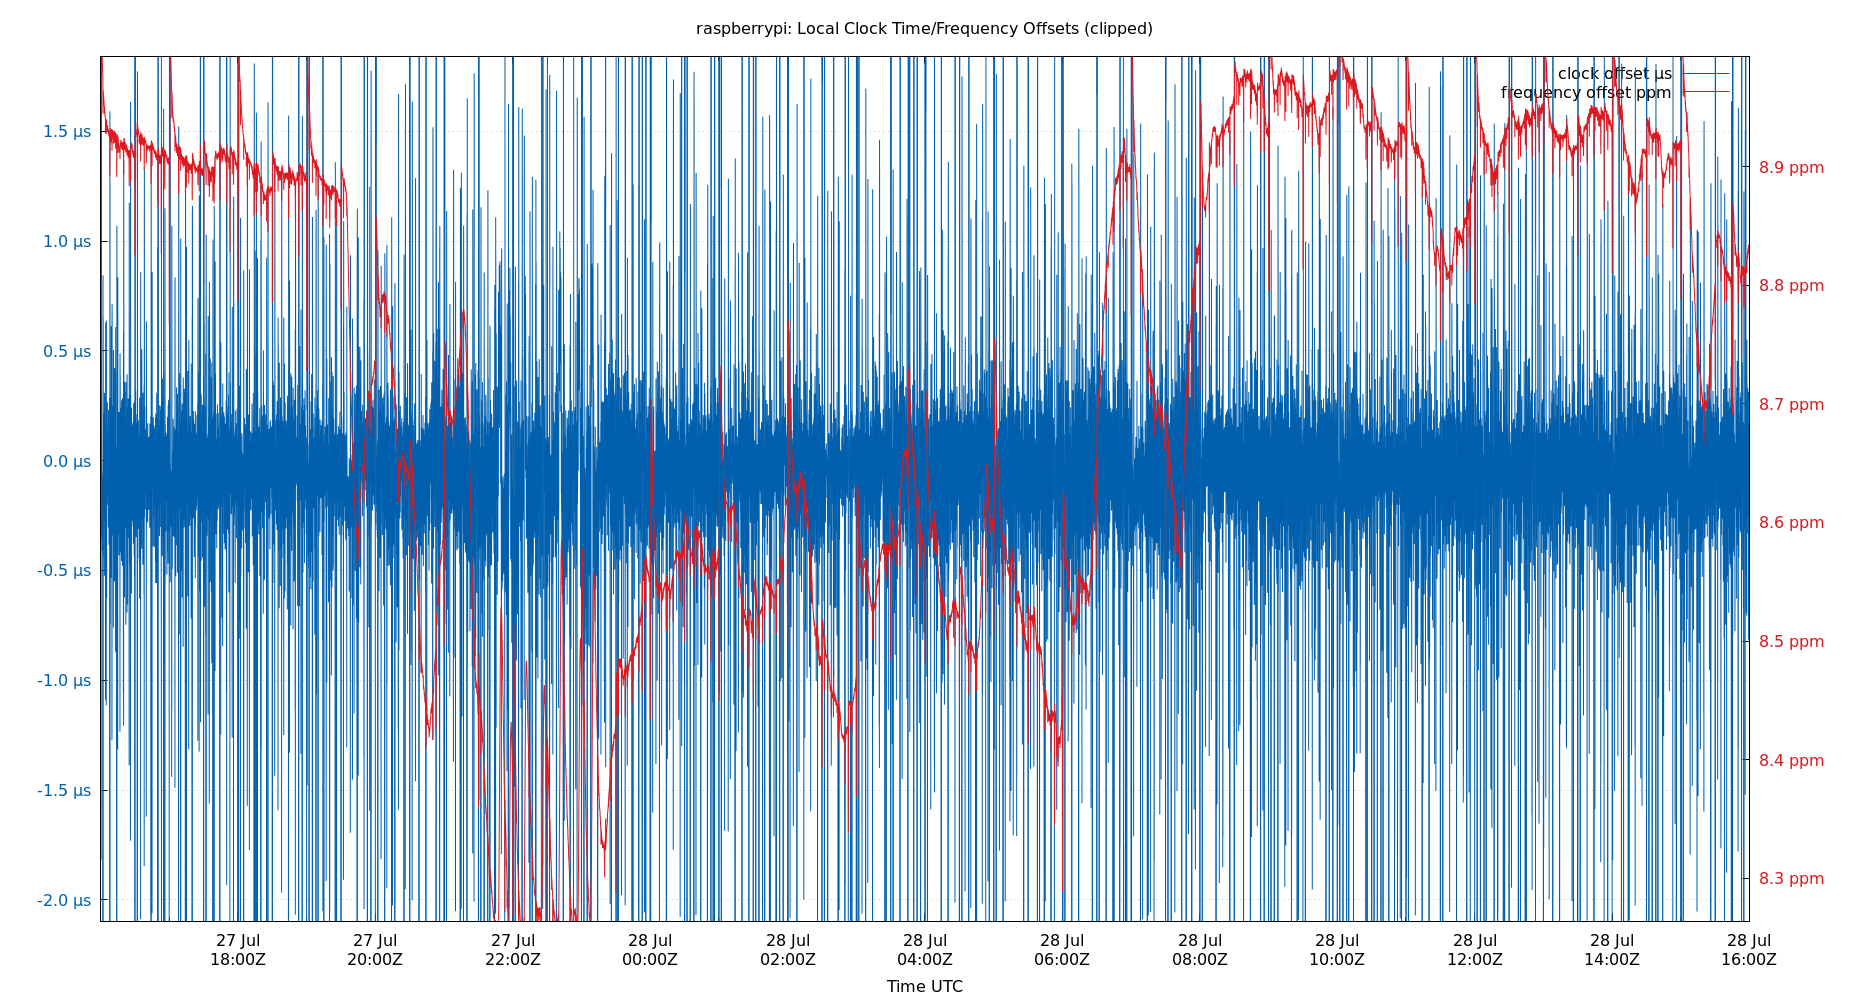 raspberrypi: Local Clock Time/Frequency Offsets (clipped)
clock offset µs
frequency offset ppm
1.5 µs
1.0 µs
0.5 µs
0.0 µs
-0.5 µs
-1.0 µs
-1.5 µs
-2.0 µs
8.9 ppm
8.8 ppm
8.7 ppm
8.6 ppm
8.5 ppm
8.4 ppm
8.3 ppm
27 Jul 27 Jul 27 Jul 28 Jul 28 Jul 28 Jul 28 Jul 28 Jul 28 Jul 28 Jul 28 Jul 28 Jul
18:00Z 20:00Z 22:00Z 00:00Z 02:00Z 04:00Z 06:00Z 08:00Z 10:00Z 12:00Z 14:00Z 16:00Z
Time UTC